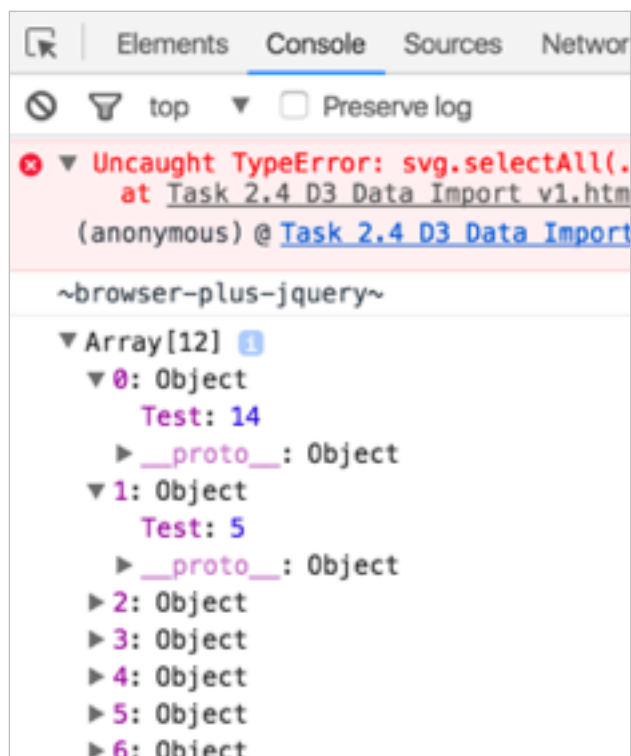 Elements Console Sources Networ
top Preserve log
Uncaught TypeError: svg.selectAll(.
at Task 2.4 D3 Data Import v1.htm
(anonymous) @ Task 2.4 D3 Data Import
~browser-plus-jquery~
Array[12] i
0: Object
Test: 14
__proto__: Object
1: Object
Test: 5
__proto__: Object
2: Object
3: Object
4: Object
5: Object
6: Object